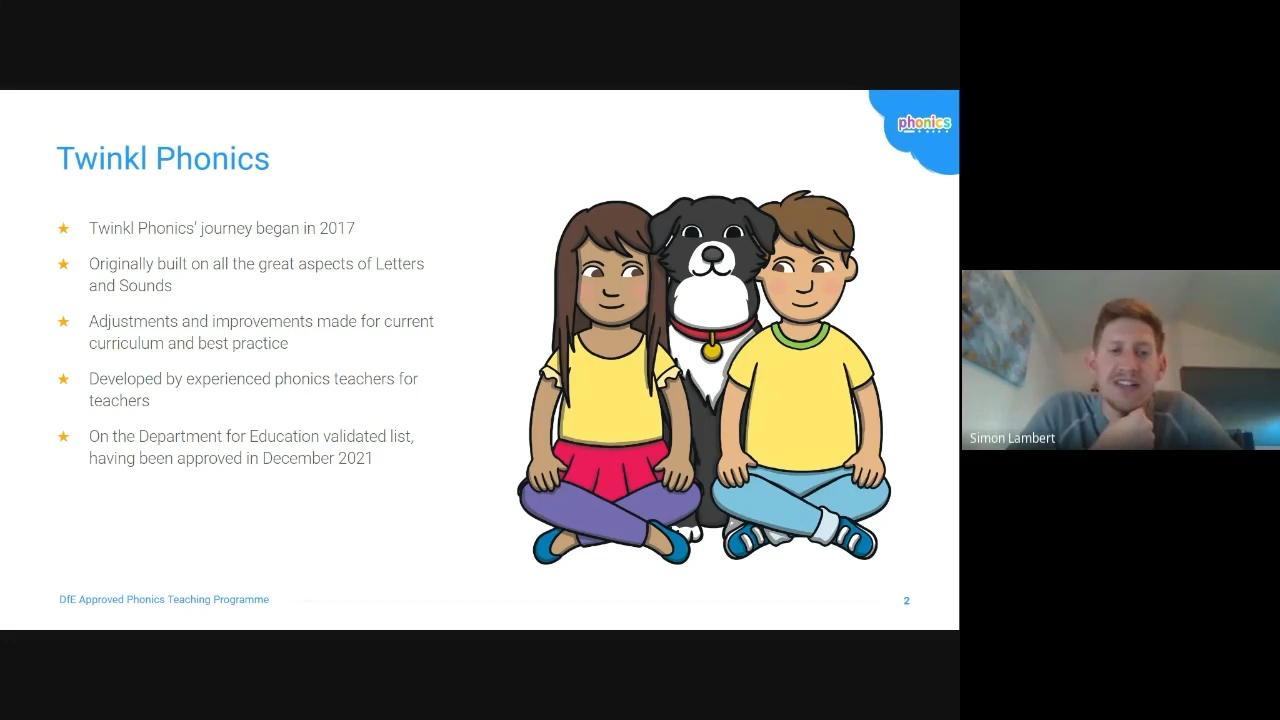 phonics
Twinkl Phonics
Twinkl Phonics' journey began in 2017
Originally built on all the great aspects of Letters
and Sounds
Adjustments and improvements made for current
curriculum and best practice
Developed by experienced phonics teachers for
teachers
On the Department for Education validated list,
having been approved in December 2021
Simon Lambert
DfE Approved Phonics Teaching Programme
2